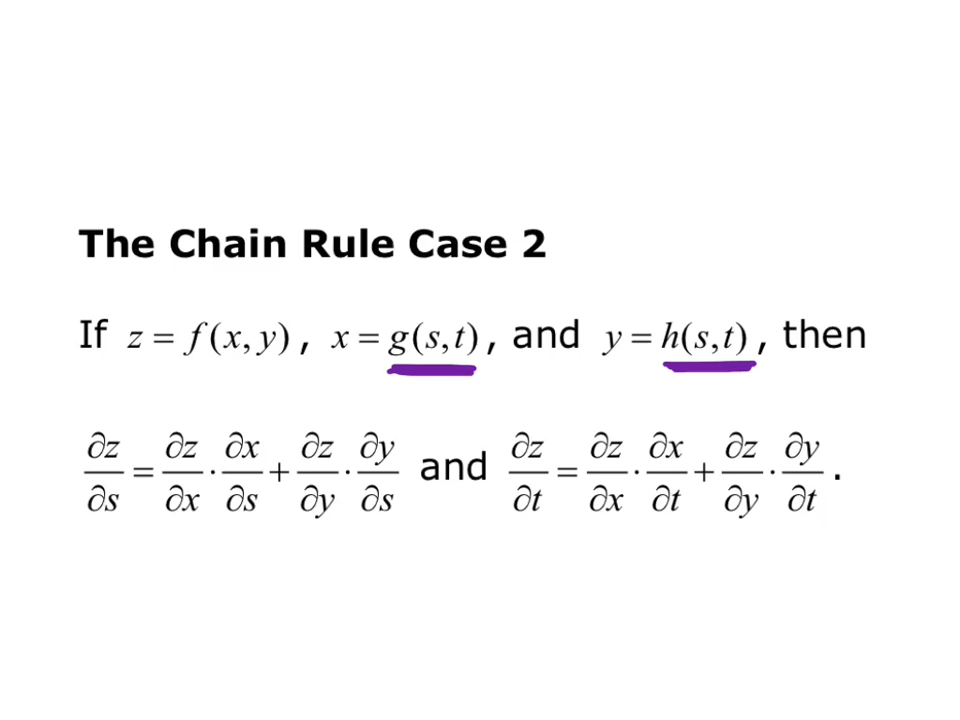 The Chain Rule Case 2
If z = f(x, y), x = g(s,t), and y = h(s,t), then
∂z/∂s = ∂z/∂x · ∂x/∂s + ∂z/∂y · ∂y/∂s and ∂z/∂t = ∂z/∂x · ∂x/∂t + ∂z/∂y · ∂y/∂t.